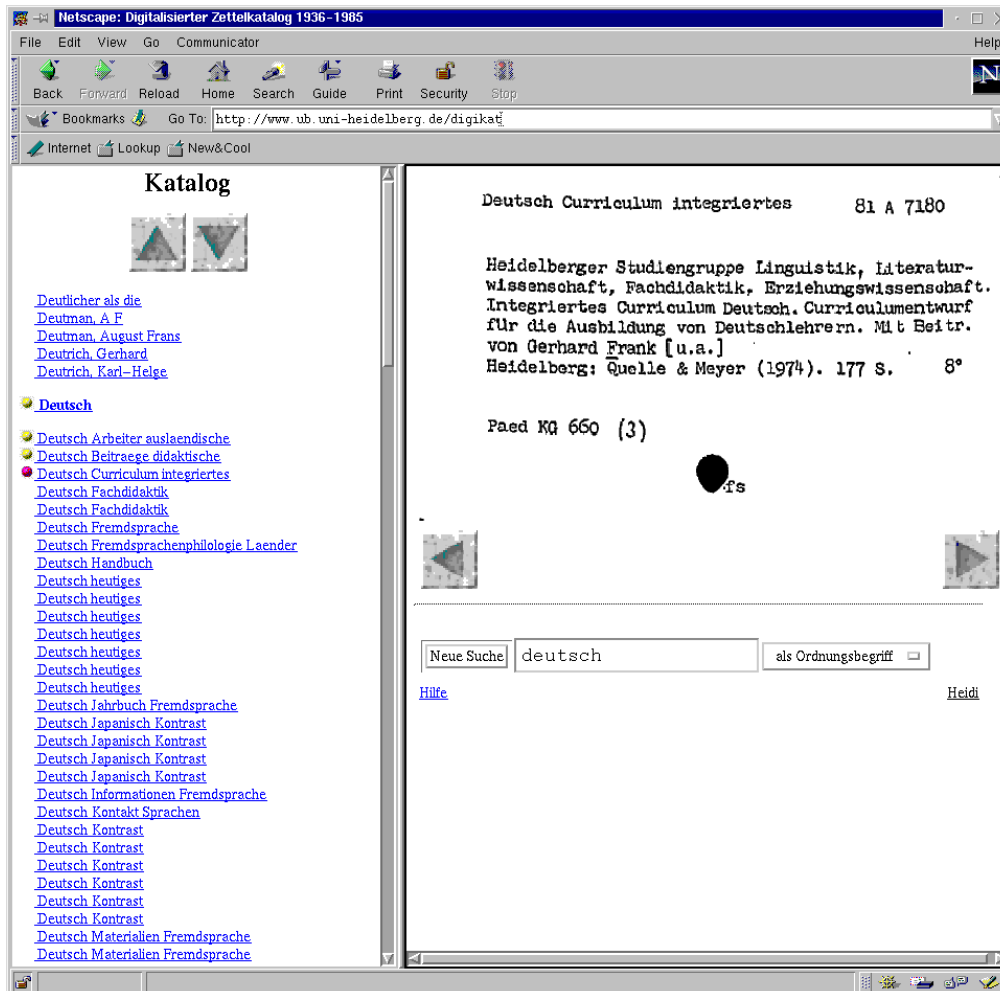 Netscape: Digitalisierter Zettelkatalog 1936-1985
File Edit View Go Communicator Help
Back Forward Reload Home Search Guide Print Security Stop
Bookmarks Go To: http://www.ub.uni-heidelberg.de/digikat
Internet Lookup New&Cool
Katalog
Deutlicher als die
Deutman, A F
Deutman, August Frans
Deutrich, Gerhard
Deutrich, Karl-Helge
Deutsch
Deutsch Arbeiter auslaendische
Deutsch Beitraege didaktische
Deutsch Curriculum integriertes
Deutsch Fachdidaktik
Deutsch Fachdidaktik
Deutsch Fremdsprache
Deutsch Fremdsprachenphilologie Laender
Deutsch Handbuch
Deutsch heutiges
Deutsch heutiges
Deutsch heutiges
Deutsch heutiges
Deutsch heutiges
Deutsch heutiges
Deutsch heutiges
Deutsch Jahrbuch Fremdsprache
Deutsch Japanisch Kontrast
Deutsch Japanisch Kontrast
Deutsch Japanisch Kontrast
Deutsch Japanisch Kontrast
Deutsch Informationen Fremdsprache
Deutsch Kontakt Sprachen
Deutsch Kontrast
Deutsch Kontrast
Deutsch Kontrast
Deutsch Kontrast
Deutsch Kontrast
Deutsch Kontrast
Deutsch Materialien Fremdsprache
Deutsch Materialien Fremdsprache
Deutsch Curriculum integriertes 81 A 7180
Heidelberger Studiengruppe Linguistik, Literatur-
wissenschaft, Fachdidaktik, Erziehungswissenschaft.
Integriertes Curriculum Deutsch. Curriculumentwurf
für die Ausbildung von Deutschlehrern. Mit Beitr.
von Gerhard Frank [u.a.]
Heidelberg: Quelle & Meyer (1974). 177 S. 8°
Paed KG 660 (3)
fs
Neue Suche deutsch als Ordnungsbegriff
Hilfe Heidi